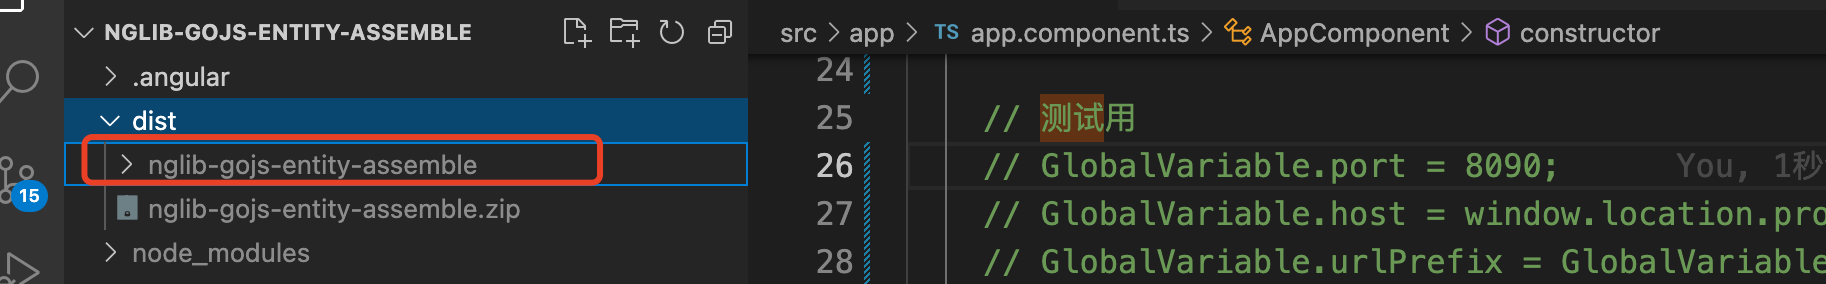 NGLIB-GOJS-ENTITY-ASSEMBLE
.angular
dist
nglib-gojs-entity-assemble
nglib-gojs-entity-assemble.zip
node_modules
15
src > app > TS app.component.ts > AppComponent > constructor
24
25 // 测试用
26 // GlobalVariable.port = 8090; You, 1秒
27 // GlobalVariable.host = window.location.pro
28 // GlobalVariable.urlPrefix = GlobalVariable